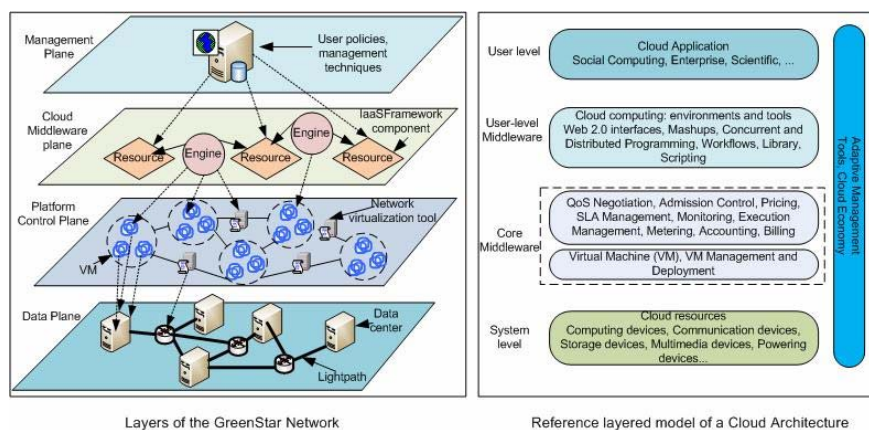 Management
Plane
User policies,
management
techniques
Cloud
Middleware
plane
IaaSFramework
component
Engine
Engine
Resource
Resource
Resource
Platform
Control Plane
Network
virtualization tool
VM
Data Plane
Data
center
Lightpath
Layers of the GreenStar Network
User level
Cloud Application
Social Computing, Enterprise, Scientific, ...
User-level
Middleware
Cloud computing: environments and tools
Web 2.0 interfaces, Mashups, Concurrent and
Distributed Programming, Workflows, Library,
Scripting
Core
Middleware
QoS Negotiation, Admission Control, Pricing,
SLA Management, Monitoring, Execution
Management, Metering, Accounting, Billing
Virtual Machine (VM), VM Management and
Deployment
System
level
Cloud resources
Computing devices, Communication devices,
Storage devices, Multimedia devices, Powering
devices...
Adaptive Management
Tools, Cloud Economy
Reference layered model of a Cloud Architecture